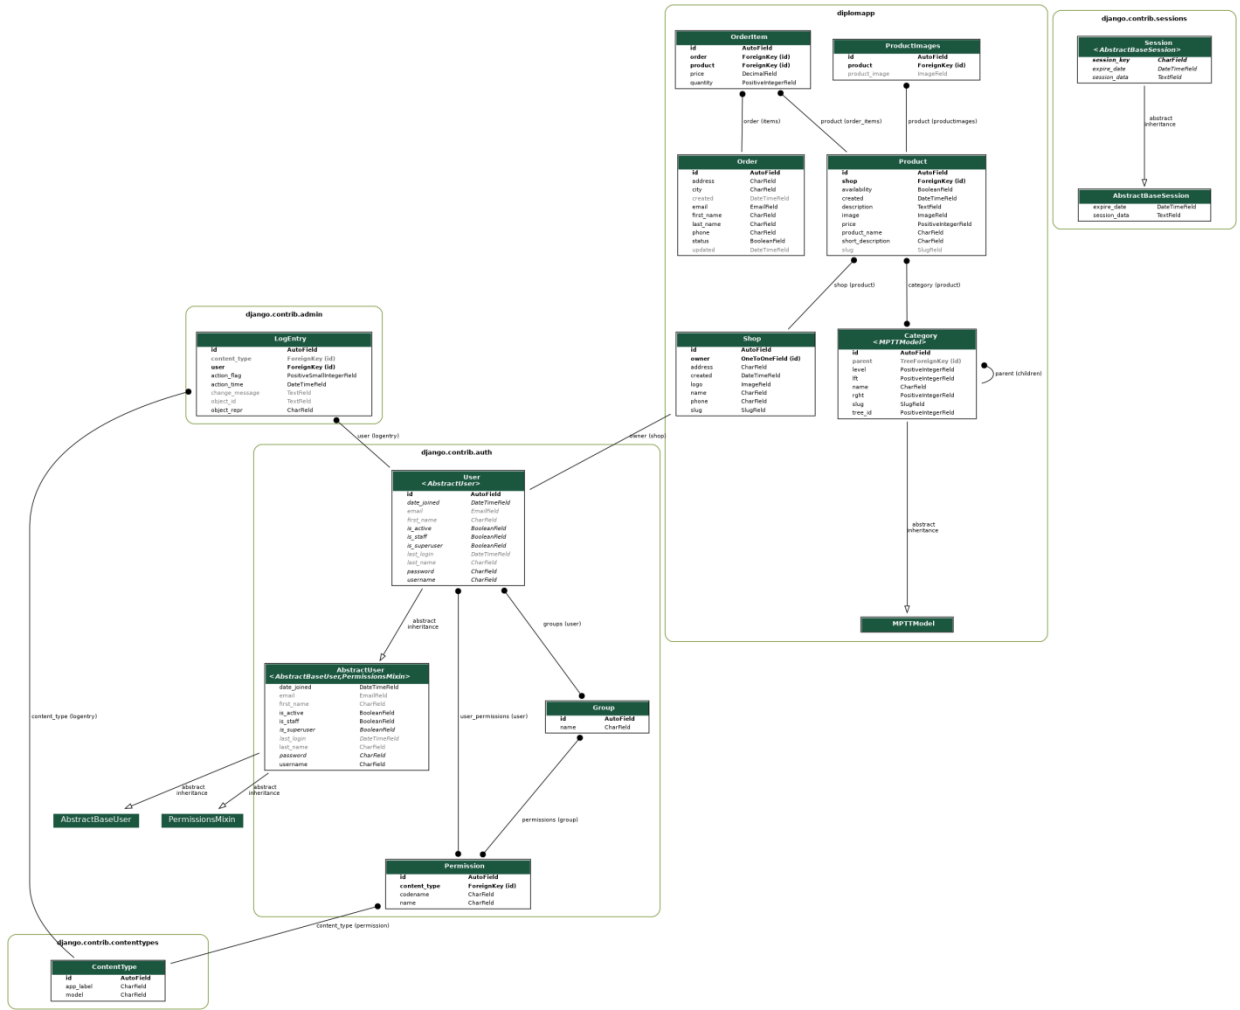 diplomapp
OrderItem
id AutoField
order ForeignKey (id)
product ForeignKey (id)
price DecimalField
quantity PositiveIntegerField
ProductImages
id AutoField
product ForeignKey (id)
product_image ImageField
order (items)
product (order_items)
product (productimages)
Order
id AutoField
address CharField
city CharField
created DateTimeField
email EmailField
first_name CharField
last_name CharField
phone CharField
status BooleanField
updated DateTimeField
Product
id AutoField
shop ForeignKey (id)
availability BooleanField
created DateTimeField
description TextField
image ImageField
price PositiveIntegerField
product_name CharField
short_description CharField
slug SlugField
shop (product)
category (product)
Shop
id AutoField
owner OneToOneField (id)
address CharField
created DateTimeField
logo ImageField
name CharField
phone CharField
slug SlugField
Category
<MPTTModel>
id AutoField
parent TreeForeignKey (id)
level PositiveIntegerField
lft PositiveIntegerField
name CharField
rght PositiveIntegerField
slug SlugField
tree_id PositiveIntegerField
parent (children)
abstract
inheritance
MPTTModel
django.contrib.sessions
Session
<AbstractBaseSession>
session_key CharField
expire_date DateTimeField
session_data TextField
abstract
inheritance
AbstractBaseSession
expire_date DateTimeField
session_data TextField
django.contrib.admin
LogEntry
id AutoField
content_type ForeignKey (id)
user ForeignKey (id)
action_flag PositiveSmallIntegerField
action_time DateTimeField
change_message TextField
object_id TextField
object_repr CharField
user (logentry)
owner (shop)
django.contrib.auth
User
<AbstractUser>
id AutoField
date_joined DateTimeField
email EmailField
first_name CharField
is_active BooleanField
is_staff BooleanField
is_superuser BooleanField
last_login DateTimeField
last_name CharField
password CharField
username CharField
abstract
inheritance
groups (user)
AbstractUser
<AbstractBaseUser,PermissionsMixin>
date_joined DateTimeField
email EmailField
first_name CharField
is_active BooleanField
is_staff BooleanField
is_superuser BooleanField
last_login DateTimeField
last_name CharField
password CharField
username CharField
user_permissions (user)
Group
id AutoField
name CharField
content_type (logentry)
abstract
inheritance
abstract
inheritance
AbstractBaseUser
PermissionsMixin
permissions (group)
Permission
id AutoField
content_type ForeignKey (id)
codename CharField
name CharField
content_type (permission)
django.contrib.contenttypes
ContentType
id AutoField
app_label CharField
model CharField